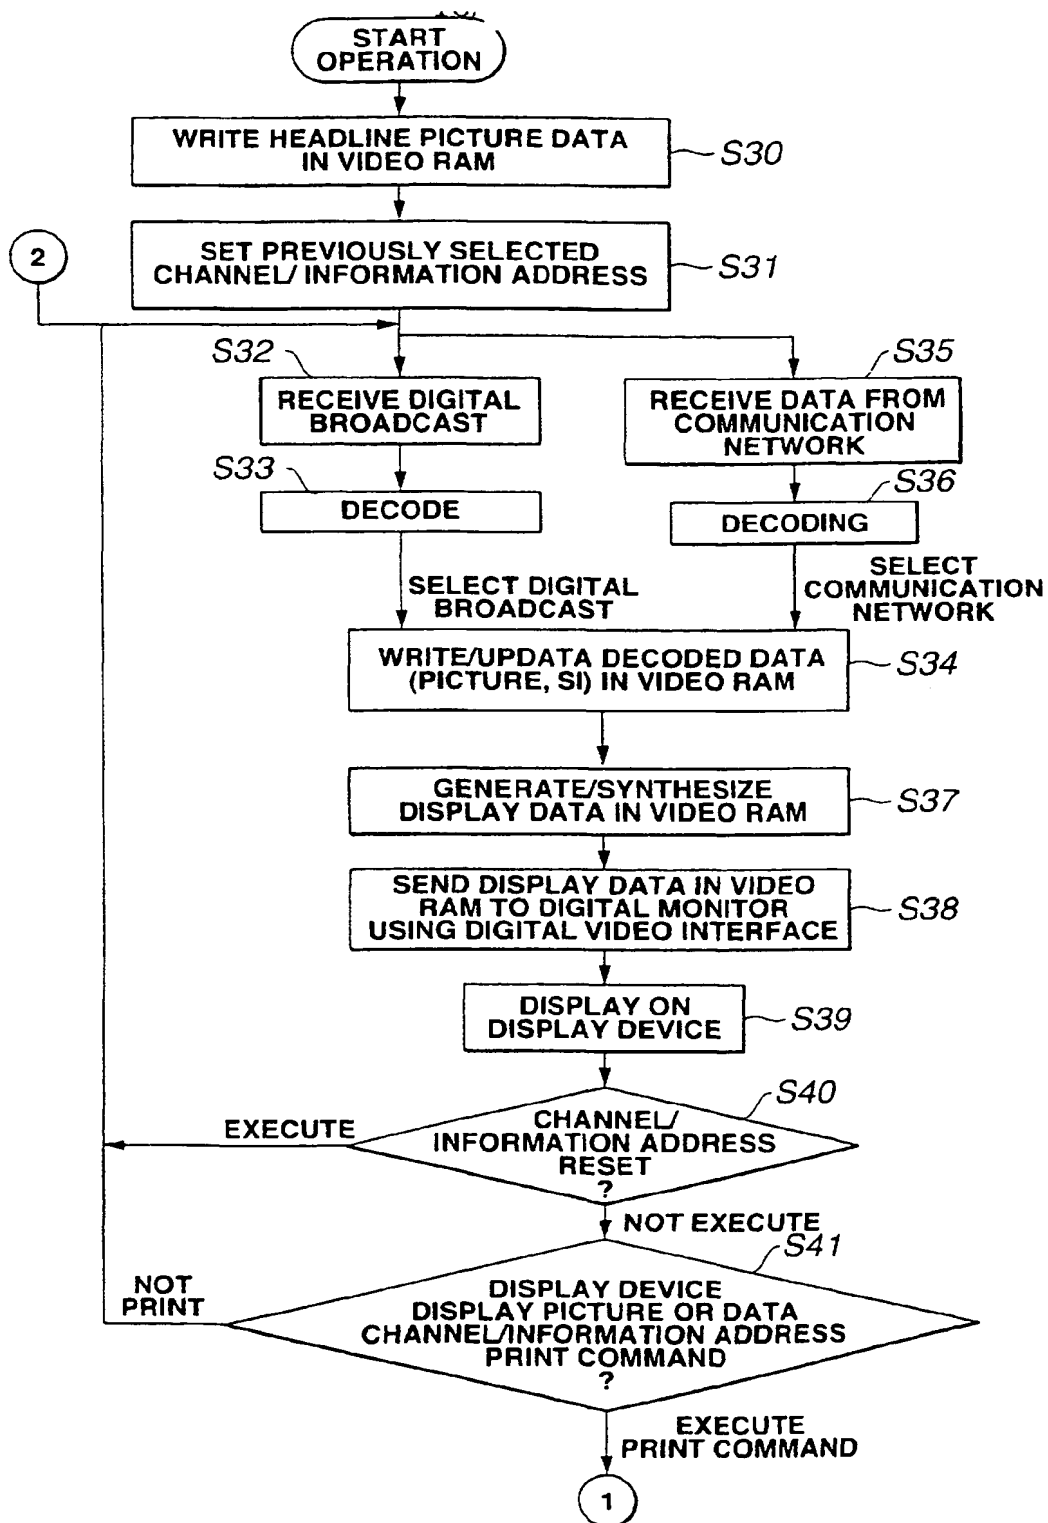 START
OPERATION
WRITE HEADLINE PICTURE DATA
IN VIDEO RAM
S30
SET PREVIOUSLY SELECTED
CHANNEL/ INFORMATION ADDRESS
S31
2
S32
RECEIVE DIGITAL
BROADCAST
S35
RECEIVE DATA FROM
COMMUNICATION
NETWORK
S33
DECODE
S36
DECODING
SELECT DIGITAL
BROADCAST
SELECT
COMMUNICATION
NETWORK
WRITE/UPDATA DECODED DATA
(PICTURE, SI) IN VIDEO RAM
S34
GENERATE/SYNTHESIZE
DISPLAY DATA IN VIDEO RAM
S37
SEND DISPLAY DATA IN VIDEO
RAM TO DIGITAL MONITOR
USING DIGITAL VIDEO INTERFACE
S38
DISPLAY ON
DISPLAY DEVICE
S39
S40
CHANNEL/
INFORMATION ADDRESS
RESET
?
EXECUTE
NOT EXECUTE
S41
DISPLAY DEVICE
DISPLAY PICTURE OR DATA
CHANNEL/INFORMATION ADDRESS
PRINT COMMAND
?
NOT
PRINT
EXECUTE
PRINT COMMAND
1